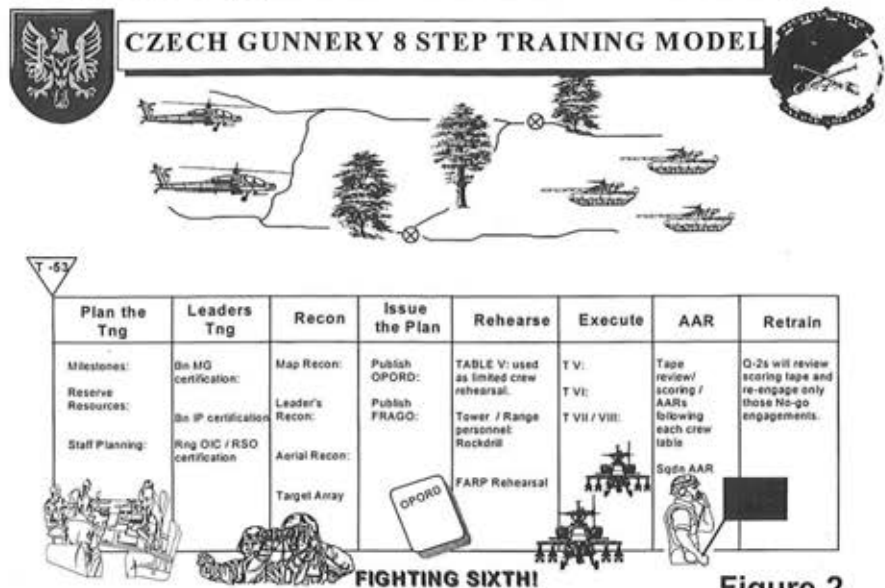 CZECH GUNNERY 8 STEP TRAINING MODEL
T -53
Plan the
Tng
Milestones:
Reserve
Resources:
Staff Planning:
Leaders
Tng
Bn MG
certification:
Bn IP certification
Rng OIC / RSO
certification
Recon
Map Recon:
Leader's
Recon:
Aerial Recon:
Target Array
Issue
the Plan
Publish
OPORD:
Publish
FRAGO:
OPORD
Rehearse
TABLE V: used
as limited crew
rehearsal.
Tower / Range
personnel:
Rockdrill
FARP Rehearsal
Execute
T V:
T VI:
T VII / VIII:
AAR
Tape
review/
scoring /
AARs
following
each crew
table
Sqdn AAR
Retrain
Q-2s will review
scoring tape and
re-engage only
those No-go
engagements.
FIGHTING SIXTH!
Figure 2